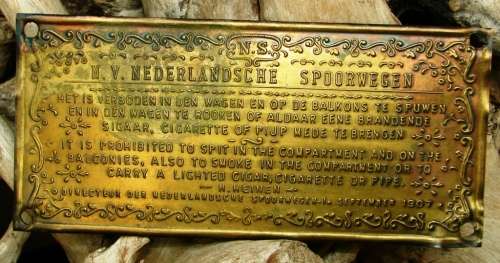 N.S.
N.V. NEDERLANDSCHE SPOORWEGEN
HET IS VERBODEN IN DEN WAGEN EN OP DE BALKONS TE SPUWEN
EN IN DEN WAGEN TE ROOKEN OF ALDAAR EENE BRANDENDE
SIGAAR, CIGARETTE OF PIJP MEDE TE BRENGEN
IT IS PROHIBITED TO SPIT IN THE COMPARTMENT AND ON THE
BALCONIES, ALSO TO SMOKE IN THE COMPARTMENT OR TO
CARRY A LIGHTED CIGAR, CIGARETTE OR PIPE.
DER NEDERLANDSCHE SPOORWEGEN SEPTEMBER 1907